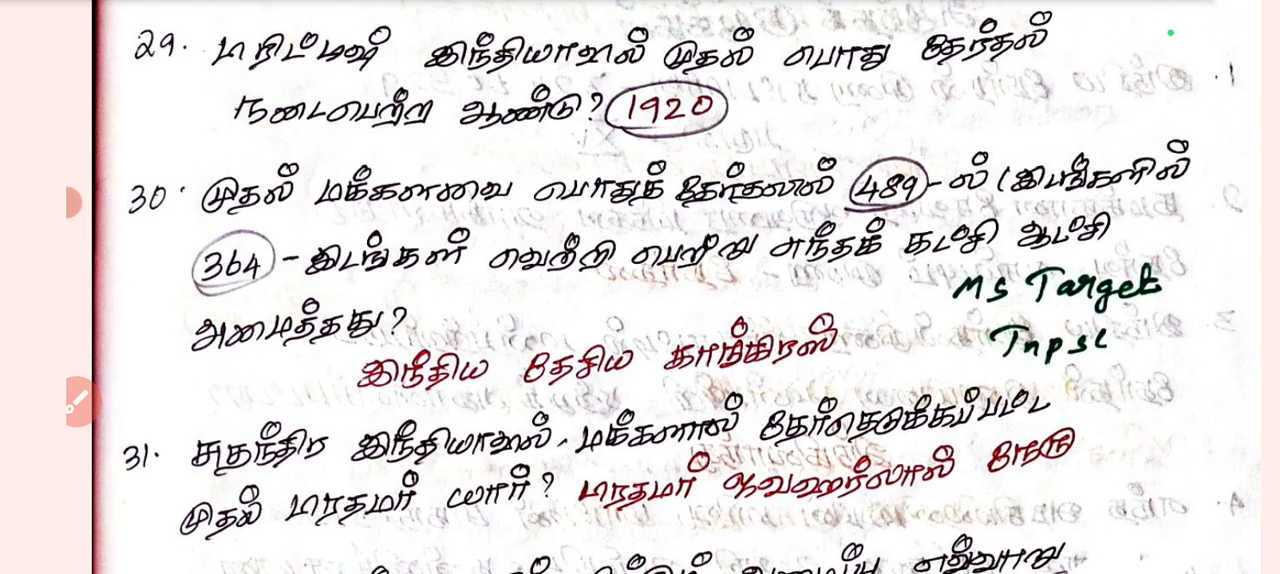 29. பிரிட்டிஷ் இந்தியாவில் முதல் பொது தேர்தல்
நடைபெற்ற ஆண்டு? 1920
30. முதல் மக்களவை பொதுத் தேர்தலில் 489-ல் (இடங்களில்
364 - இடங்கள் வெற்றி பெற்று எந்தக் கட்சி ஆட்சி
அமைத்தது?
Ms Target
Tnpsc
இந்திய தேசிய காங்கிரஸ்
31. சுதந்திர இந்தியாவில் மக்களால் தேர்ந்தெடுக்கப்பட்ட
முதல் பிரதமர் யார்? பிரதமர் ஜவஹர்லால் நேரு